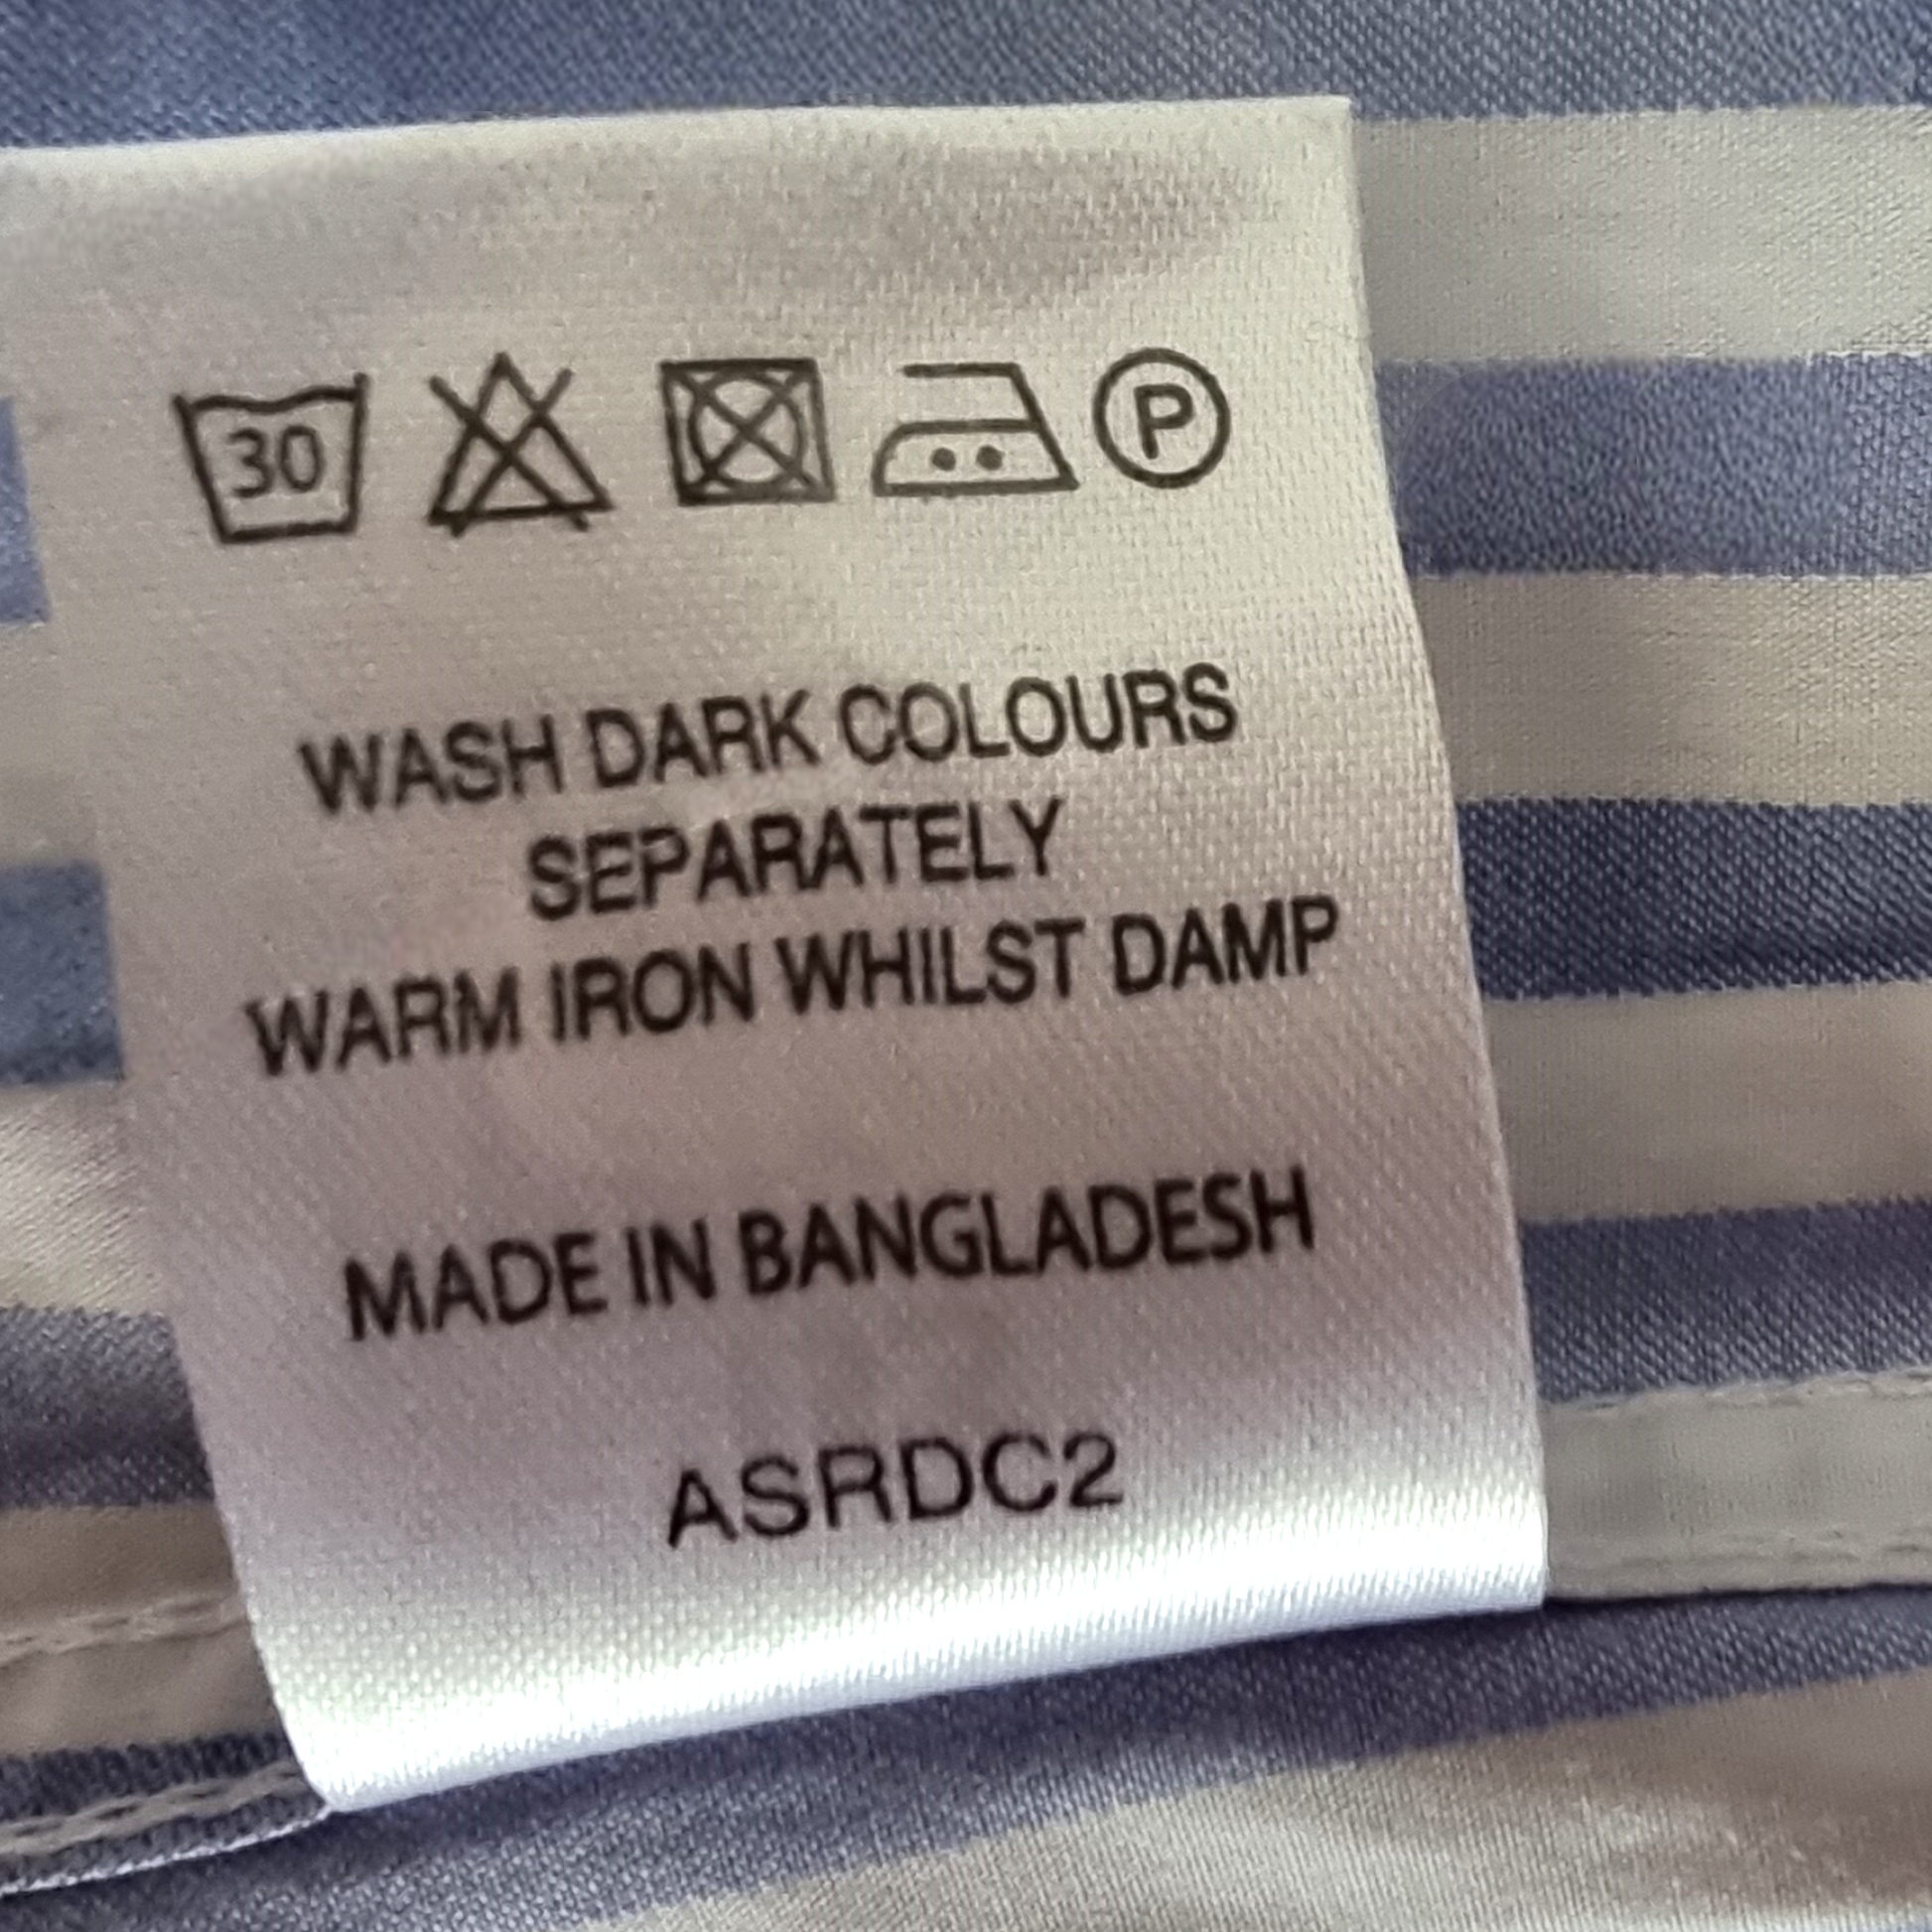 30
P
WASH DARK COLOURS
SEPARATELY
WARM IRON WHILST DAMP
MADE IN BANGLADESH
ASRDC2